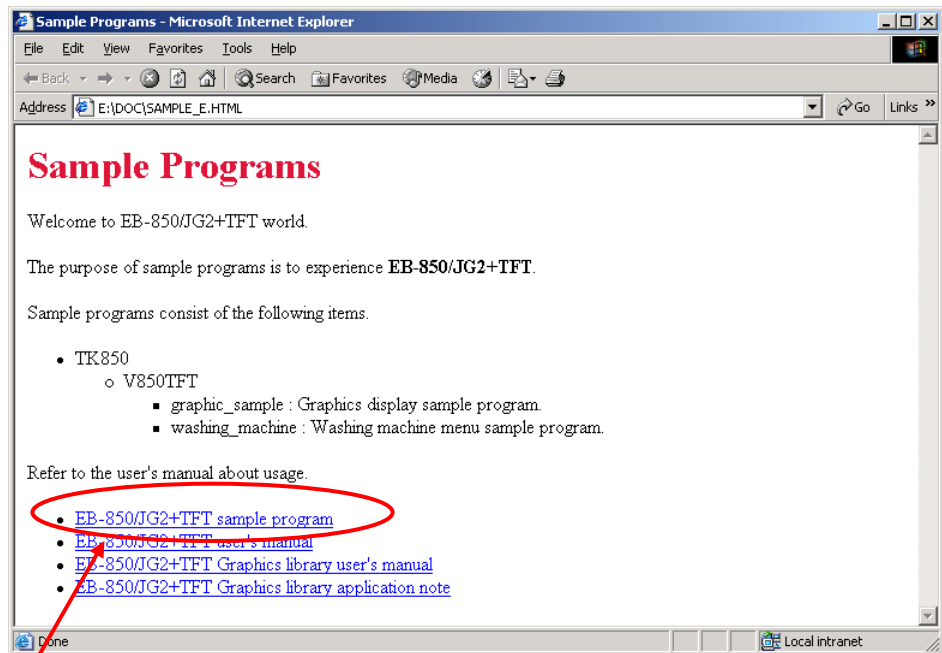 Sample Programs - Microsoft Internet Explorer
File Edit View Favorites Tools Help
Back Search Favorites Media
Address E:\DOC\SAMPLE_E.HTML Go Links »
Sample Programs
Welcome to EB-850/JG2+TFT world.
The purpose of sample programs is to experience EB-850/JG2+TFT.
Sample programs consist of the following items.
TK850
V850TFT
graphic_sample : Graphics display sample program.
washing_machine : Washing machine menu sample program.
Refer to the user's manual about usage.
EB-850/JG2+TFT sample program
EB-850/JG2+TFT user's manual
EB-850/JG2+TFT Graphics library user's manual
EB-850/JG2+TFT Graphics library application note
Done Local intranet